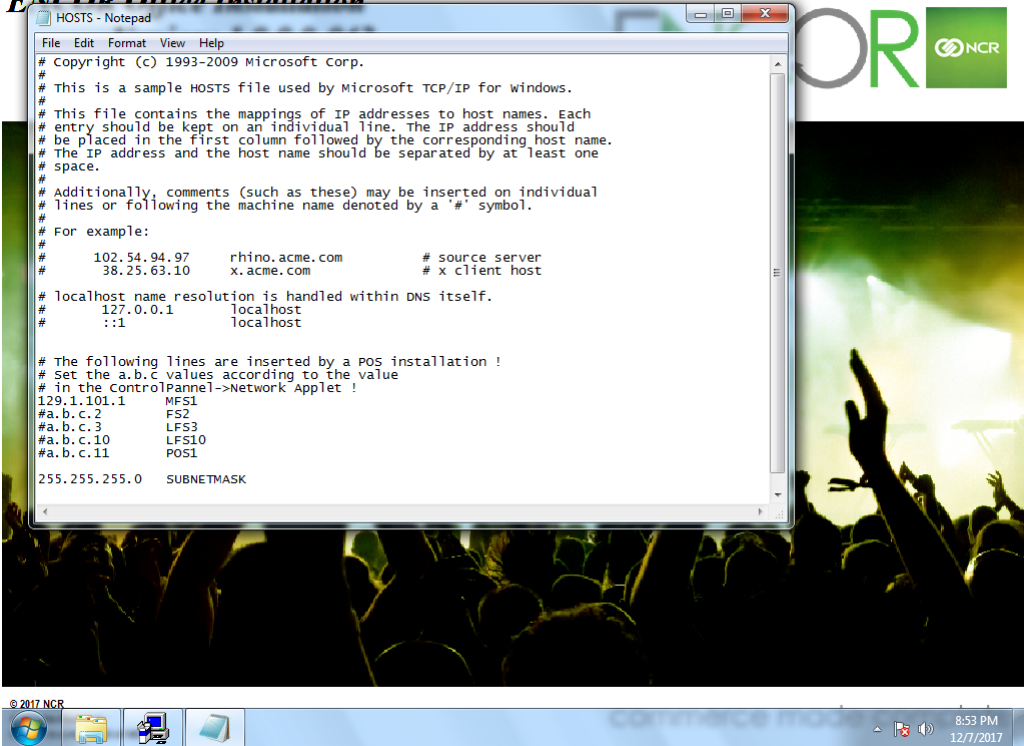 HOSTS - Notepad
File Edit Format View Help
# Copyright (c) 1993-2009 Microsoft Corp.
#
# This is a sample HOSTS file used by Microsoft TCP/IP for Windows.
#
# This file contains the mappings of IP addresses to host names. Each
# entry should be kept on an individual line. The IP address should
# be placed in the first column followed by the corresponding host name.
# The IP address and the host name should be separated by at least one
# space.
#
# Additionally, comments (such as these) may be inserted on individual
# lines or following the machine name denoted by a '#' symbol.
#
# For example:
#
# 102.54.94.97 rhino.acme.com # source server
# 38.25.63.10 x.acme.com # x client host
# localhost name resolution is handled within DNS itself.
# 127.0.0.1 localhost
# ::1 localhost
# The following lines are inserted by a POS installation !
# Set the a.b.c values according to the value
# in the ControlPannel->Network Applet !
129.1.101.1 MFS1
#a.b.c.2 FS2
#a.b.c.3 LFS3
#a.b.c.10 LFS10
#a.b.c.11 POS1
255.255.255.0 SUBNETMASK
R
NCR
© 2017 NCR
commerce made
8:53 PM
12/7/2017